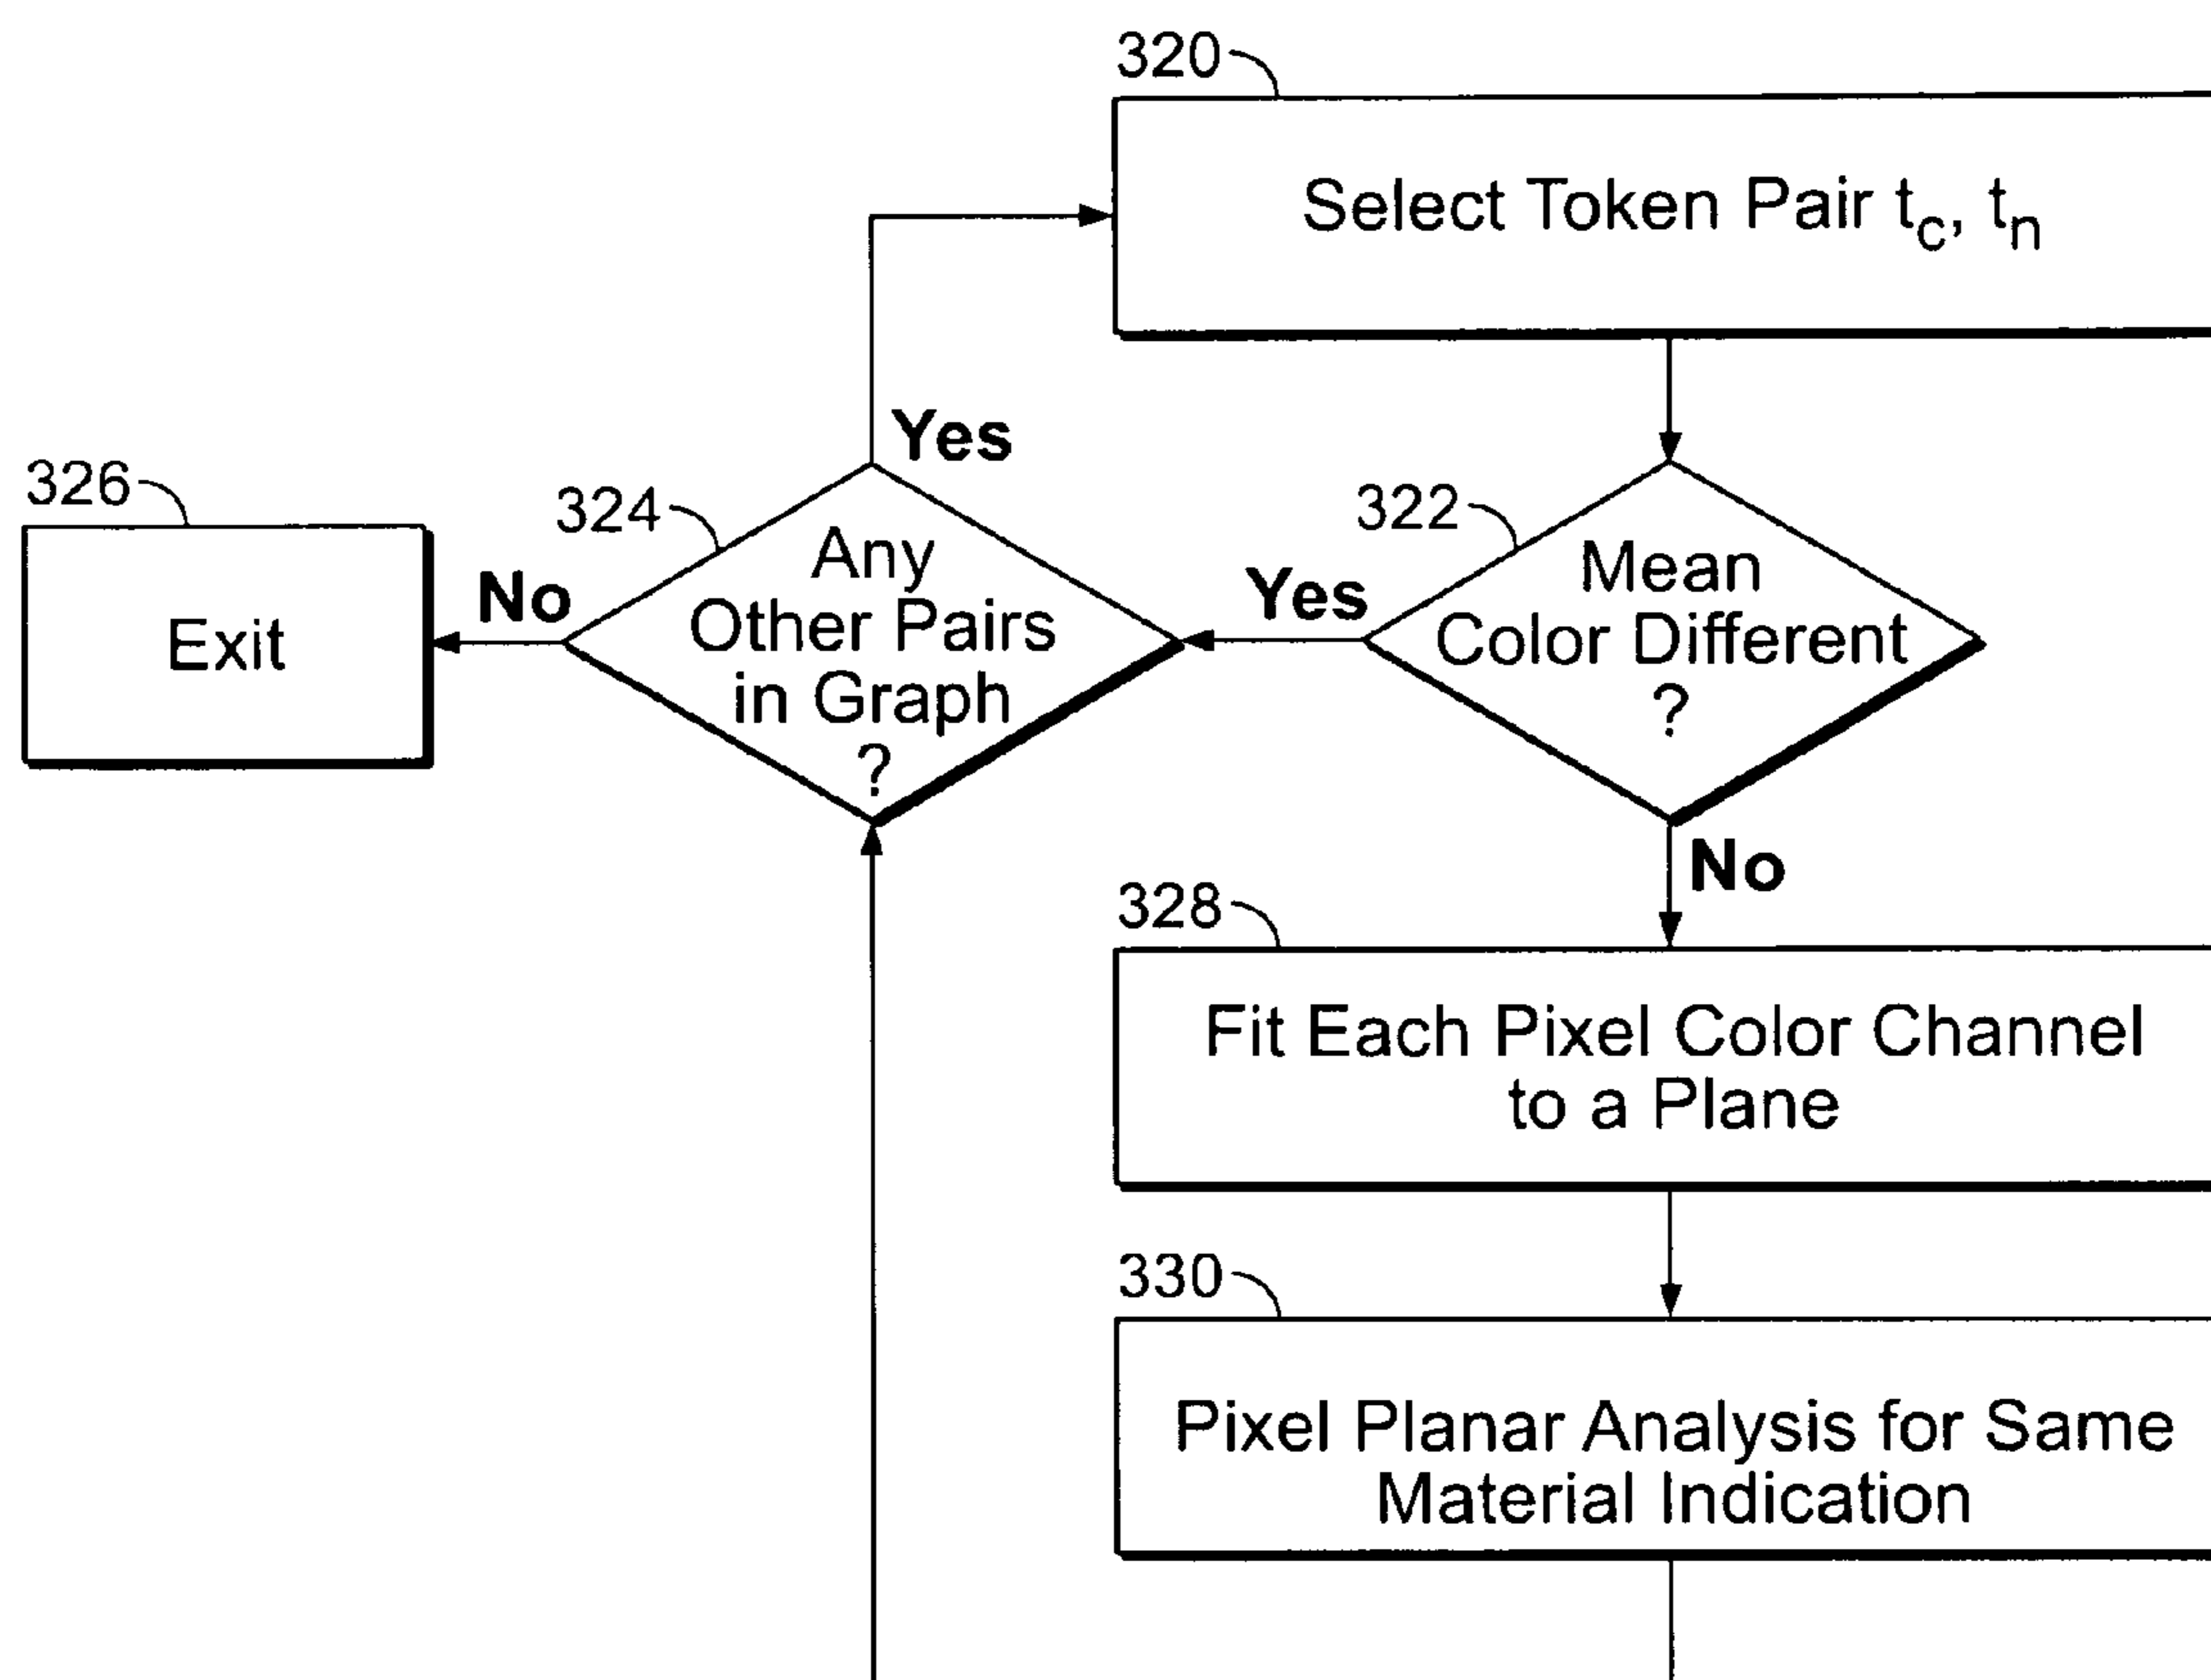 320
Select Token Pair t_c, t_n
Yes
326
324
322
Any
Other Pairs
in Graph
?
Mean
Color Different
?
No
Yes
Exit
No
328
Fit Each Pixel Color Channel
to a Plane
330
Pixel Planar Analysis for Same
Material Indication